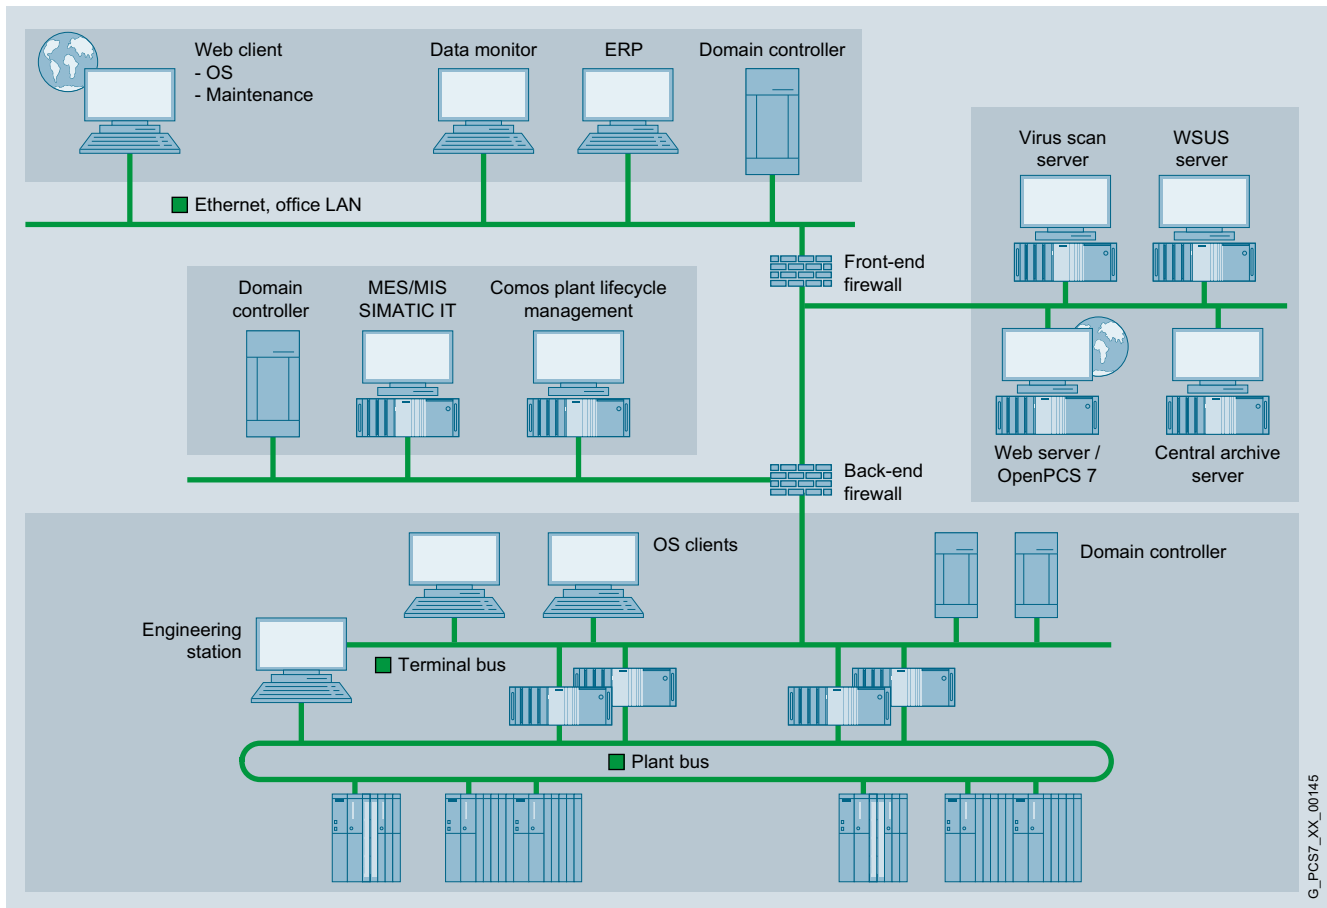 Web client
- OS
- Maintenance
Data monitor
ERP
Domain controller
Ethernet, office LAN
Virus scan
server
WSUS
server
Front-end
firewall
Domain
controller
MES/MIS
SIMATIC IT
Comos plant lifecycle
management
Web server /
OpenPCS 7
Central archive
server
Back-end
firewall
OS clients
Domain controller
Engineering
station
Terminal bus
Plant bus
G_PCS7_XX_00145